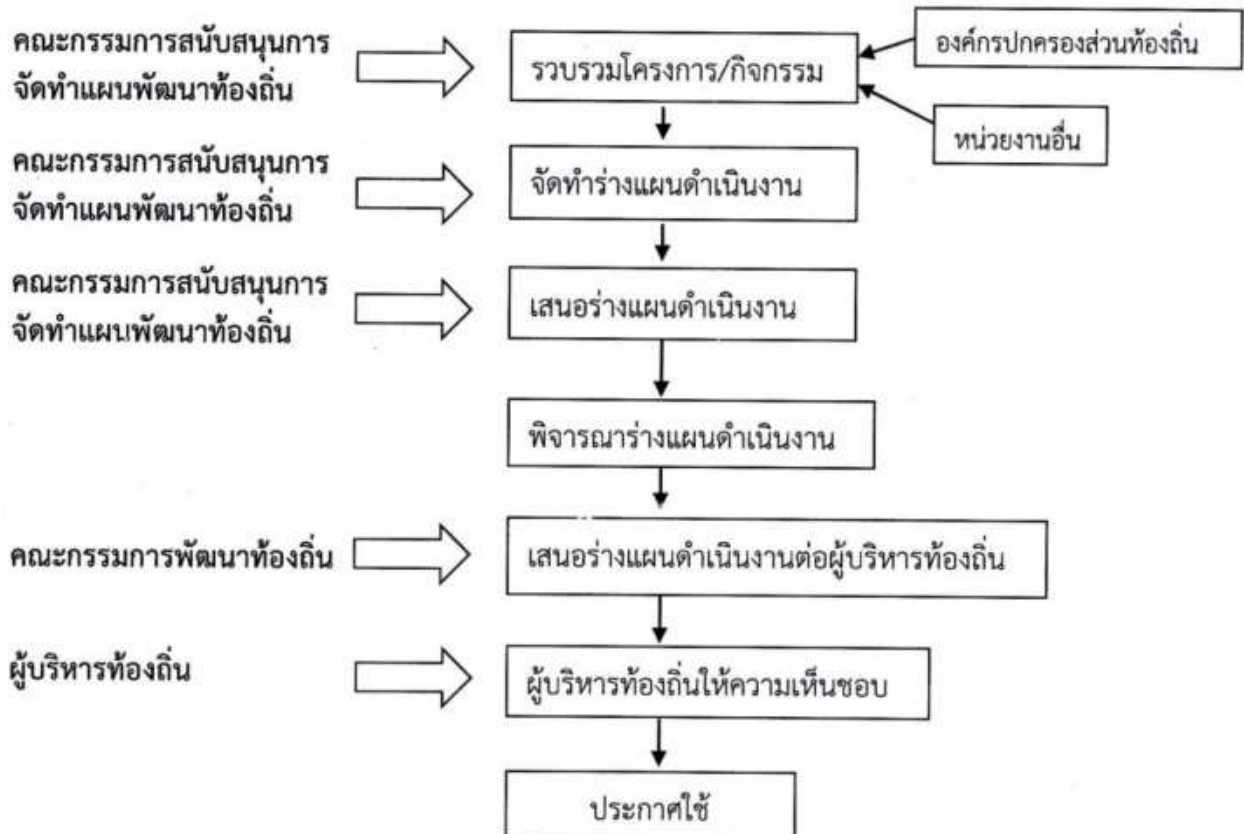 คณะกรรมการสนับสนุนการ
จัดทำแผนพัฒนาท้องถิ่น
รวบรวมโครงการ/กิจกรรม
องค์กรปกครองส่วนท้องถิ่น
หน่วยงานอื่น
คณะกรรมการสนับสนุนการ
จัดทำแผนพัฒนาท้องถิ่น
จัดทำร่างแผนดำเนินงาน
คณะกรรมการสนับสนุนการ
จัดทำแผนพัฒนาท้องถิ่น
เสนอร่างแผนดำเนินงาน
พิจารณาร่างแผนดำเนินงาน
คณะกรรมการพัฒนาท้องถิ่น
เสนอร่างแผนดำเนินงานต่อผู้บริหารท้องถิ่น
ผู้บริหารท้องถิ่น
ผู้บริหารท้องถิ่นให้ความเห็นชอบ
ประกาศใช้